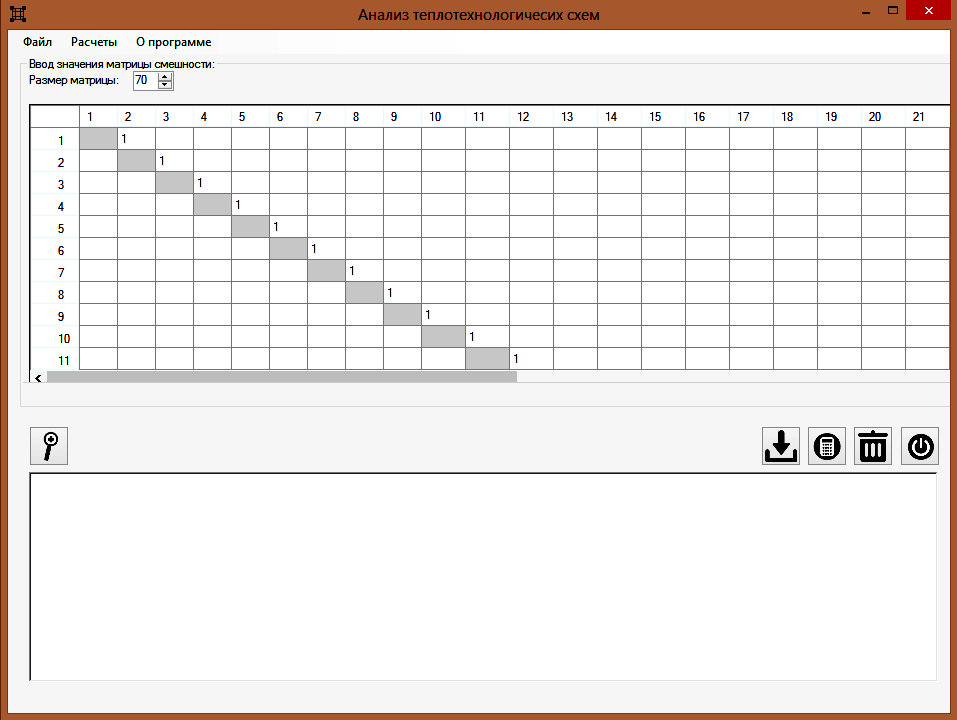 Анализ теплотехнологичесих схем
Файл Расчеты О программе
Ввод значения матрицы смешности:
Размер матрицы: 70
1 2 3 4 5 6 7 8 9 10 11 12 13 14 15 16 17 18 19 20 21
1 1
2 1
3 1
4 1
5 1
6 1
7 1
8 1
9 1
10 1
11 1